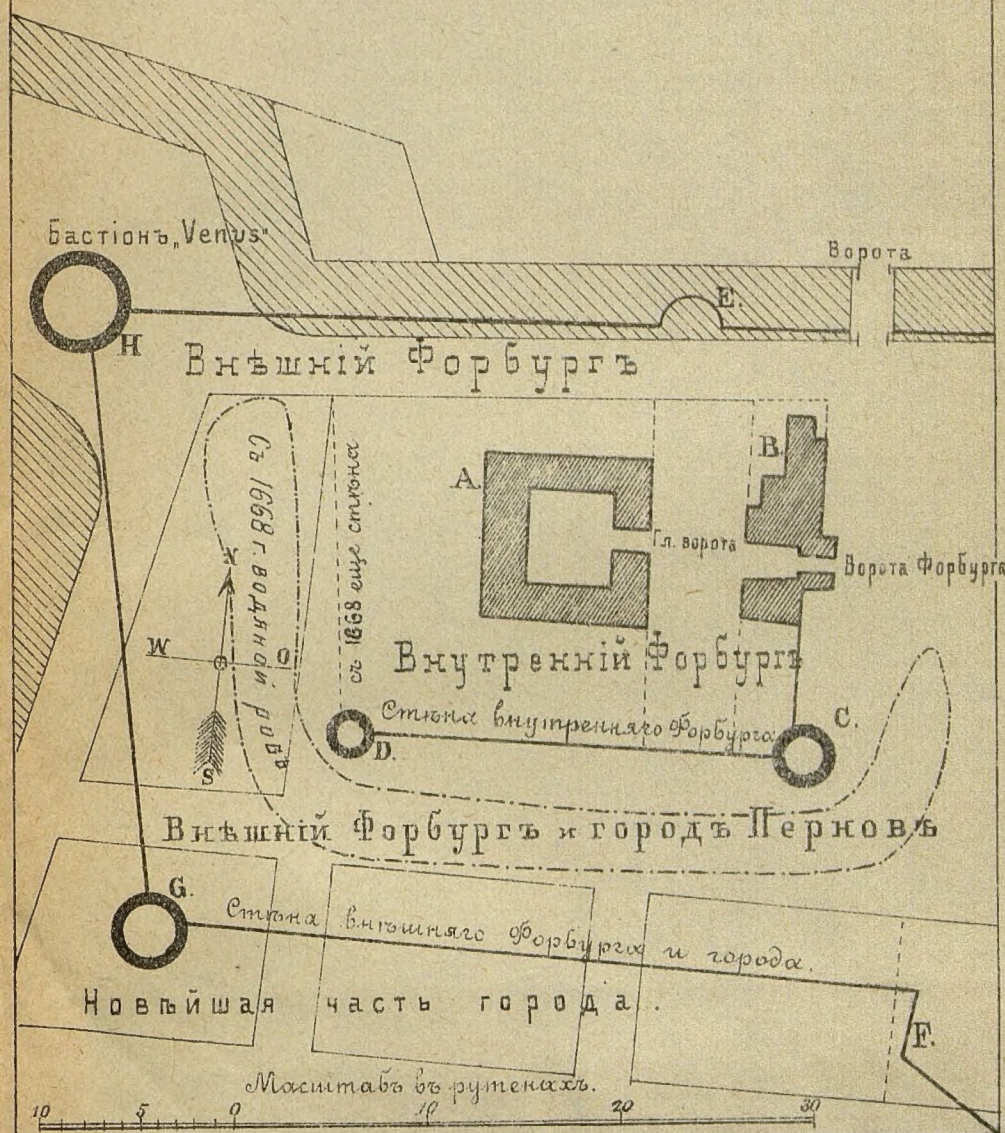 Бастіонъ „Venus“
Ворота
E.
H
Внѣшній Форбургъ
A.
B.
Гл. ворота
Ворота Форбурга
Съ 1668 г. водяной ровъ
съ 1668 еще стѣна
N
W
O
S
Внутренній Форбургъ
Стѣна внутренняго Форбурга
C.
D.
Внѣшній Форбургъ и городъ Перновъ
G.
Стѣна внѣшняго Форбурга и города.
Новѣйшая часть города.
F.
Масштабъ въ рутенахъ.
10 5 0 10 20 30